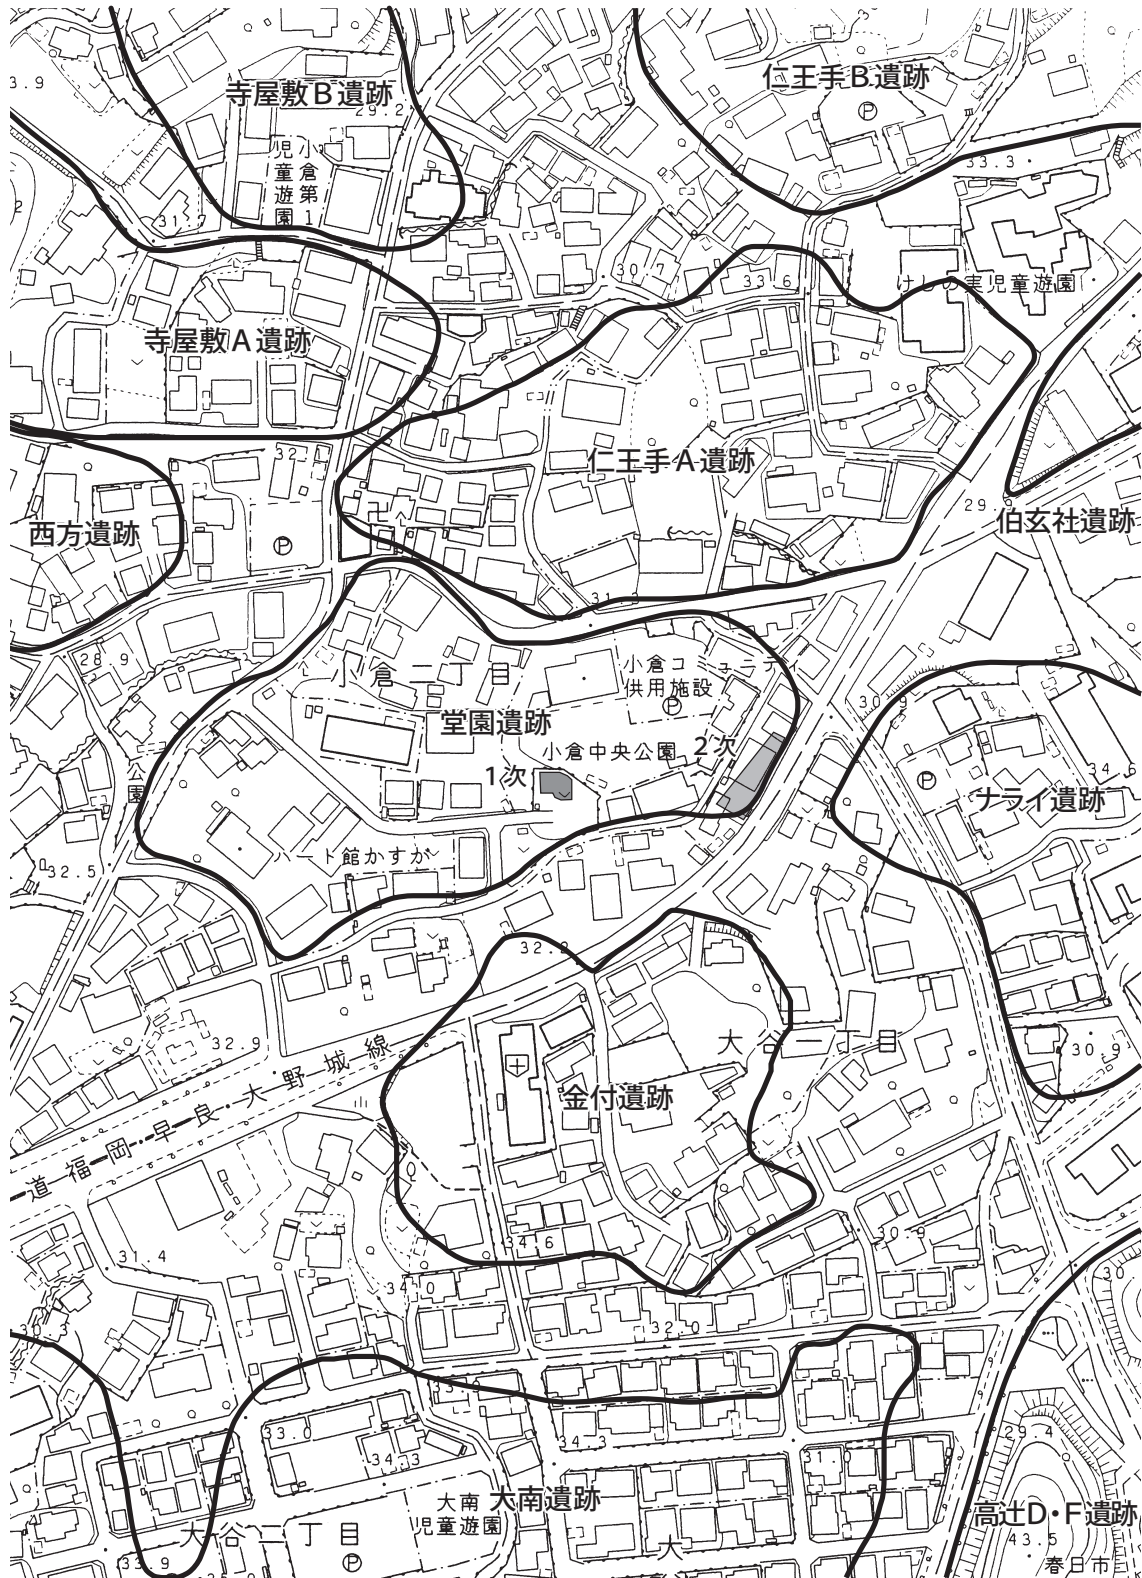 3.9
寺屋敷B遺跡
29.2
仁王手B遺跡
P
33.3
小倉第1
児童遊園
31.7
30.7
33.6
けしの実児童遊園
寺屋敷A遺跡
仁王手A遺跡
西方遺跡
P
伯玄社遺跡
28.9
小倉二丁目
小倉コミュニティ
供用施設
P
30.9
堂園遺跡
小倉中央公園
2次
1次
公園
P
34.6
ナライ遺跡
ハート館かすが
32.5
32.2
大谷一丁目
32.9
30.9
道福岡早良大野城線
金付遺跡
31.4
34.6
30.9
34.0
30
30.3
32.0
33.0
34.3
34.3
31.0
29.4
大南
児童遊園
大南遺跡
高辻D・F遺跡
大谷二丁目
大
43.5
33.9
P
春日市